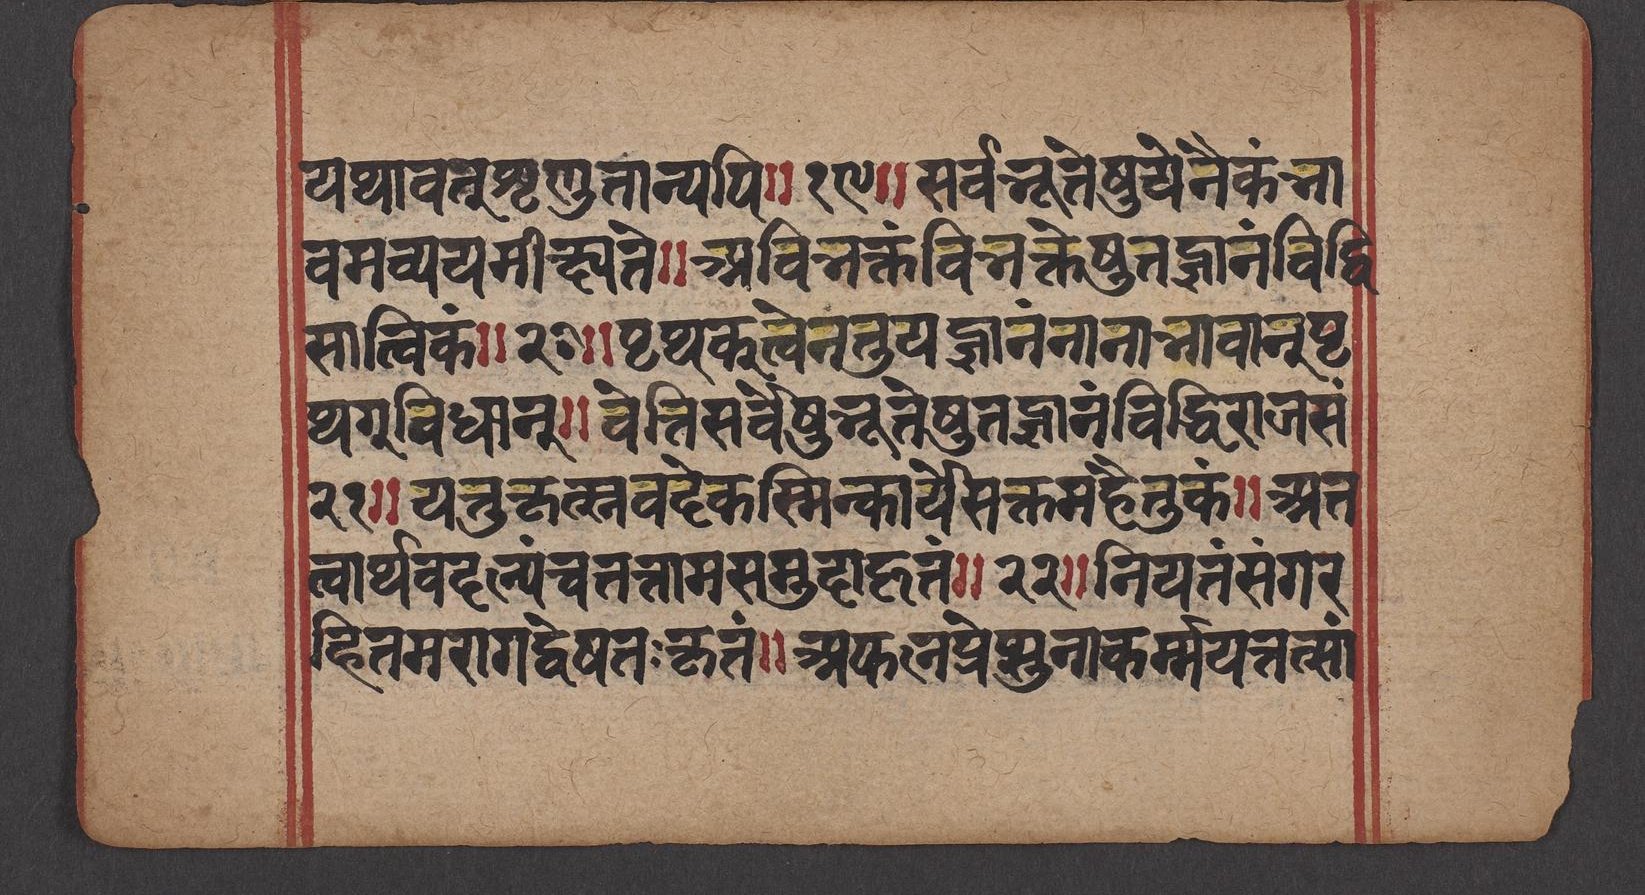 यथावत्शृणुतान्यपि॥१९॥सर्वभूतेषुयेनैकंभा
वमव्ययमीक्ष्यते॥अविभक्तंविभक्तेषुतज्ज्ञानंविद्धि
सात्विकं॥२०॥पृथक्त्वेनतुयज्ज्ञानंनानाभावान्पृ
थग्विधान्॥वेत्तिसर्वेषुभूतेषुतज्ज्ञानंविद्धिराजसं
२१॥यत्तुकृत्स्नवदेकस्मिन्कार्येसक्तमहैतुकं॥अत
त्वार्थवदल्पंचतत्तामसमुदाहृतं॥२२॥नियतंसंगर
हितमरागद्वेषतःकृतं॥अफलप्रेप्सुनाकर्म्मयत्तत्सा